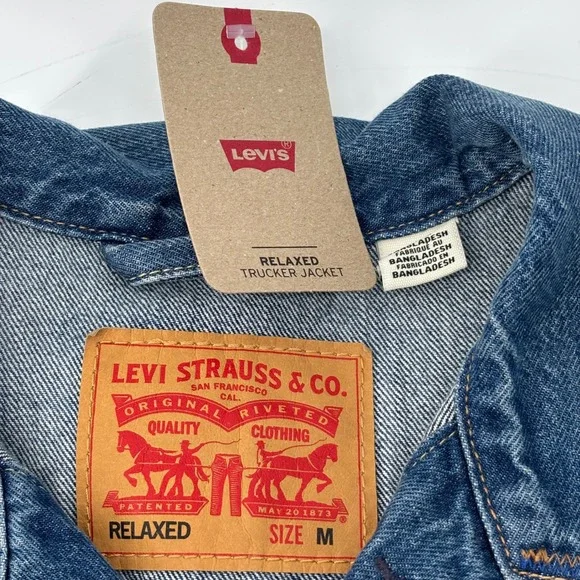 LEVI'S®
RELAXED
TRUCKER JACKET
BANGLADESH
FABRIQUÉ AU
BANGLADESH
FABRICADO EN
BANGLADESH
LEVI STRAUSS & CO.
SAN FRANCISCO
CAL.
ORIGINAL RIVETED
QUALITY CLOTHING
PATENTED MAY 20 1873 ®
RELAXED SIZE M